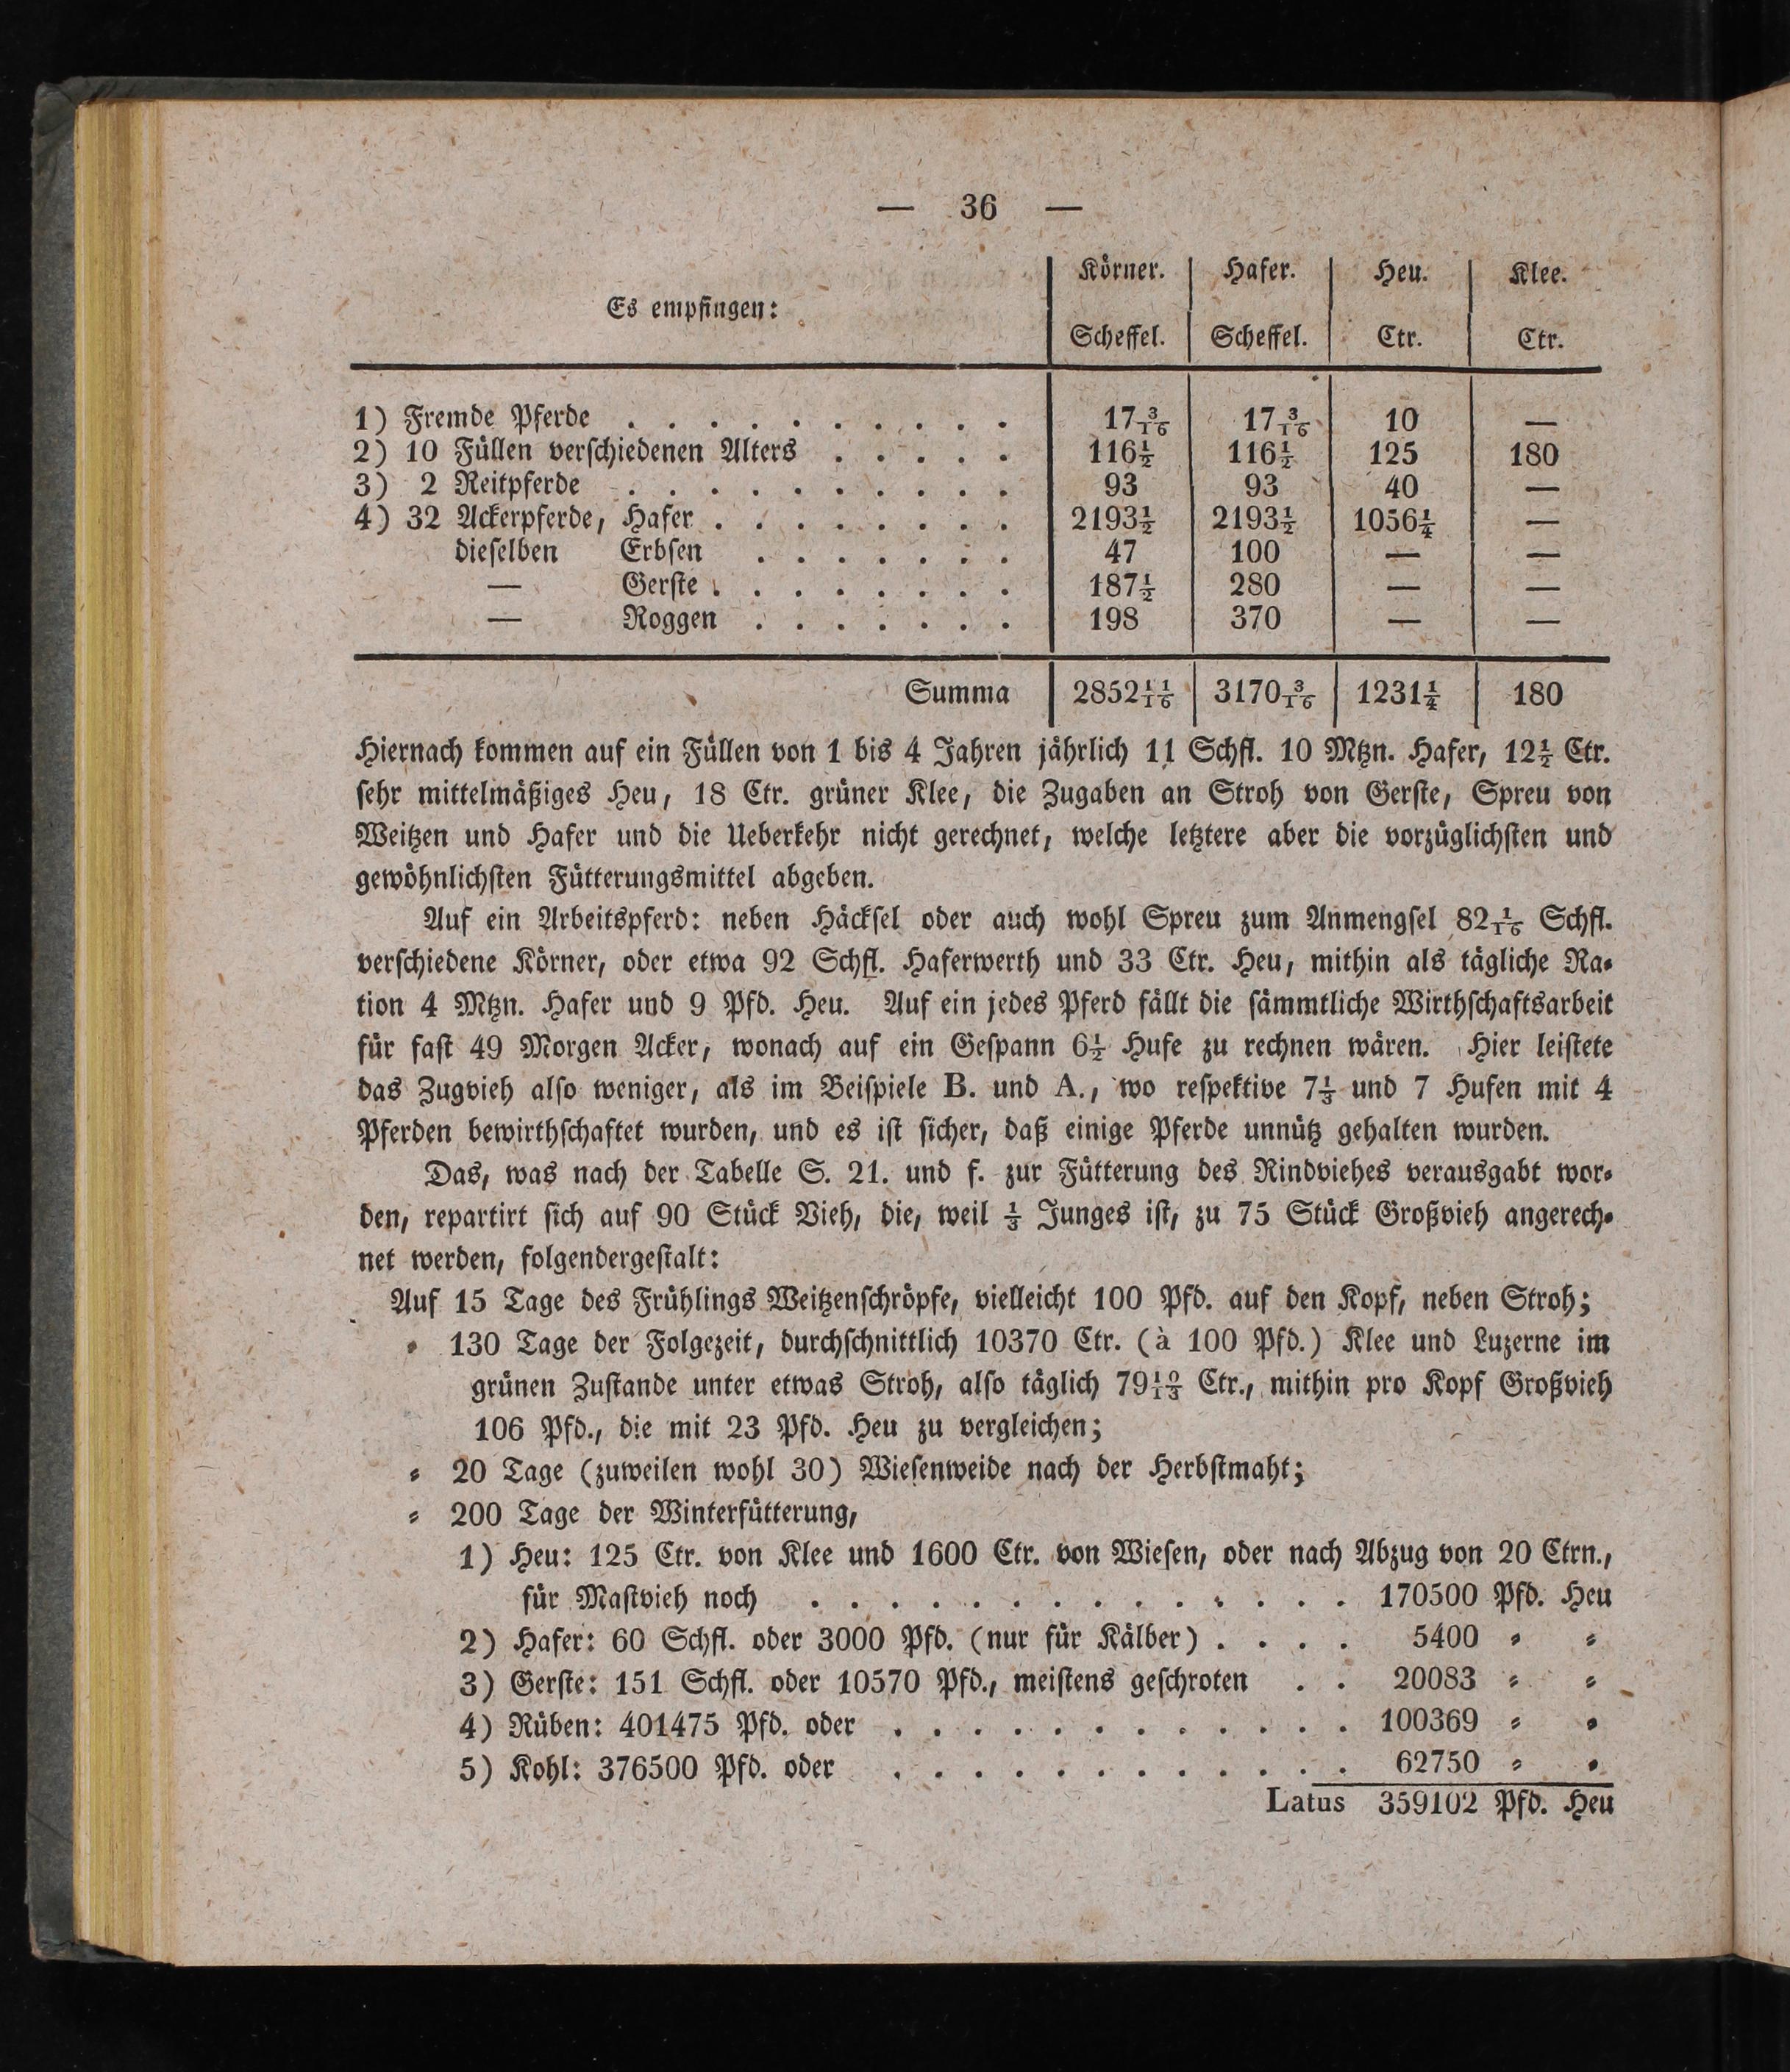 — 36 —
Es empfingen: Körner. Hafer. Heu. Klee.
Scheffel. Scheffel. Ctr. Ctr.
1) Fremde Pferde . . . . . . . . . . 17 3/16 17 3/16 10 —
2) 10 Füllen verschiedenen Alters . . . . . 116½ 116½ 125 180
3) 2 Reitpferde . . . . . . . . . . 93 93 40 —
4) 32 Ackerpferde, Hafer . . . . . . . . 2193½ 2193½ 1056¼ —
dieselben Erbsen . . . . . . . 47 100 — —
— Gerste . . . . . . . . 187½ 280 — —
— Roggen . . . . . . . 198 370 — —
Summa 2852 11/16 3170 3/16 1231¼ 180
Hiernach kommen auf ein Füllen von 1 bis 4 Jahren jährlich 11 Schfl. 10 Mtzn. Hafer, 12½ Ctr.
sehr mittelmäßiges Heu, 18 Ctr. grüner Klee, die Zugaben an Stroh von Gerste, Spreu von
Weitzen und Hafer und die Ueberkehr nicht gerechnet, welche letztere aber die vorzüglichsten und
gewöhnlichsten Fütterungsmittel abgeben.
Auf ein Arbeitspferd: neben Häcksel oder auch wohl Spreu zum Anmengsel 82 1/16 Schfl.
verschiedene Körner, oder etwa 92 Schfl. Haferwerth und 33 Ctr. Heu, mithin als tägliche Ra-
tion 4 Mtzn. Hafer und 9 Pfd. Heu. Auf ein jedes Pferd fällt die sämmtliche Wirthschaftsarbeit
für fast 49 Morgen Acker, wonach auf ein Gespann 6½ Hufe zu rechnen wären. Hier leistete
das Zugvieh also weniger, als im Beispiele B. und A., wo respektive 7⅓ und 7 Hufen mit 4
Pferden bewirthschaftet wurden, und es ist sicher, daß einige Pferde unnütz gehalten wurden.
Das, was nach der Tabelle S. 21. und f. zur Fütterung des Rindviehes verausgabt wor-
den, repartirt sich auf 90 Stück Vieh, die, weil ⅓ Junges ist, zu 75 Stück Großvieh angerech-
net werden, folgendergestalt:
Auf 15 Tage des Frühlings Weitzenschröpfe, vielleicht 100 Pfd. auf den Kopf, neben Stroh;
= 130 Tage der Folgezeit, durchschnittlich 10370 Ctr. (à 100 Pfd.) Klee und Luzerne im
grünen Zustande unter etwas Stroh, also täglich 79 10/13 Ctr., mithin pro Kopf Großvieh
106 Pfd., die mit 23 Pfd. Heu zu vergleichen;
= 20 Tage (zuweilen wohl 30) Wiesenweide nach der Herbstmaht;
= 200 Tage der Winterfütterung,
1) Heu: 125 Ctr. von Klee und 1600 Ctr. von Wiesen, oder nach Abzug von 20 Ctrn.,
für Mastvieh noch . . . . . . . . . . . . . . 170500 Pfd. Heu
2) Hafer: 60 Schfl. oder 3000 Pfd. (nur für Kälber) . . . . 5400 = =
3) Gerste: 151 Schfl. oder 10570 Pfd., meistens geschroten . . 20083 = =
4) Rüben: 401475 Pfd. oder . . . . . . . . . . . . 100369 = =
5) Kohl: 376500 Pfd. oder . . . . . . . . . . . . 62750 = =
Latus 359102 Pfd. Heu